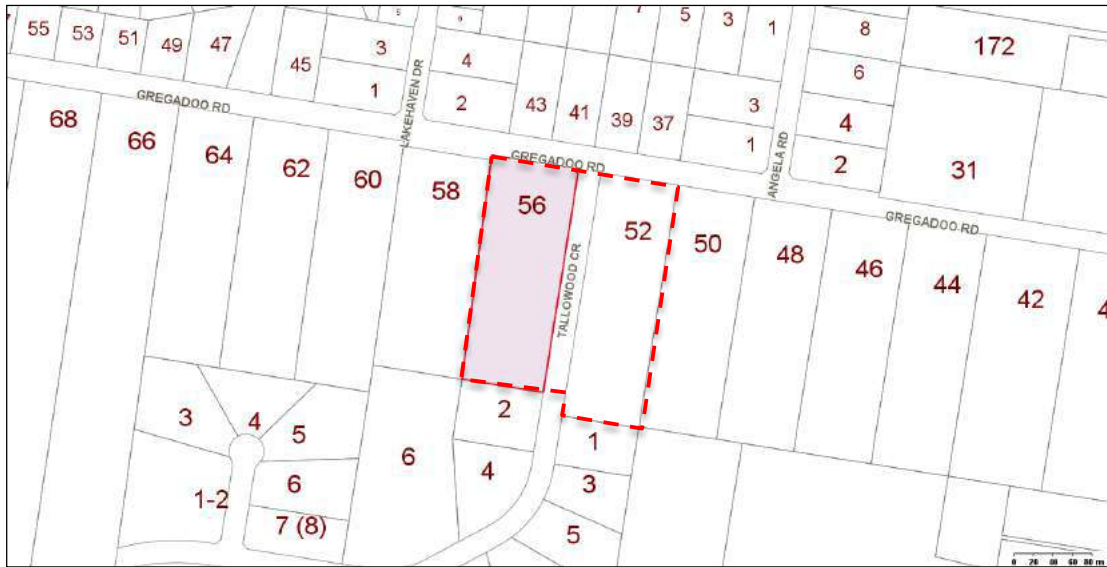 55 53 51 49 47 45 3 1
GREGADOO RD
LAKEHAVEN DR
4 2 43 41 39 37
5 3 1
3 1
ANGELA RD
8 6 4 2
172
31
GREGADOO RD
GREGADOO RD
68 66 64 62 60 58 56 52 50 48 46 44 42
TALLOWOOD CR
3 4 5 6 7 (8) 1-2
6
2 4
1 3 5
0 20 40 60 80 m